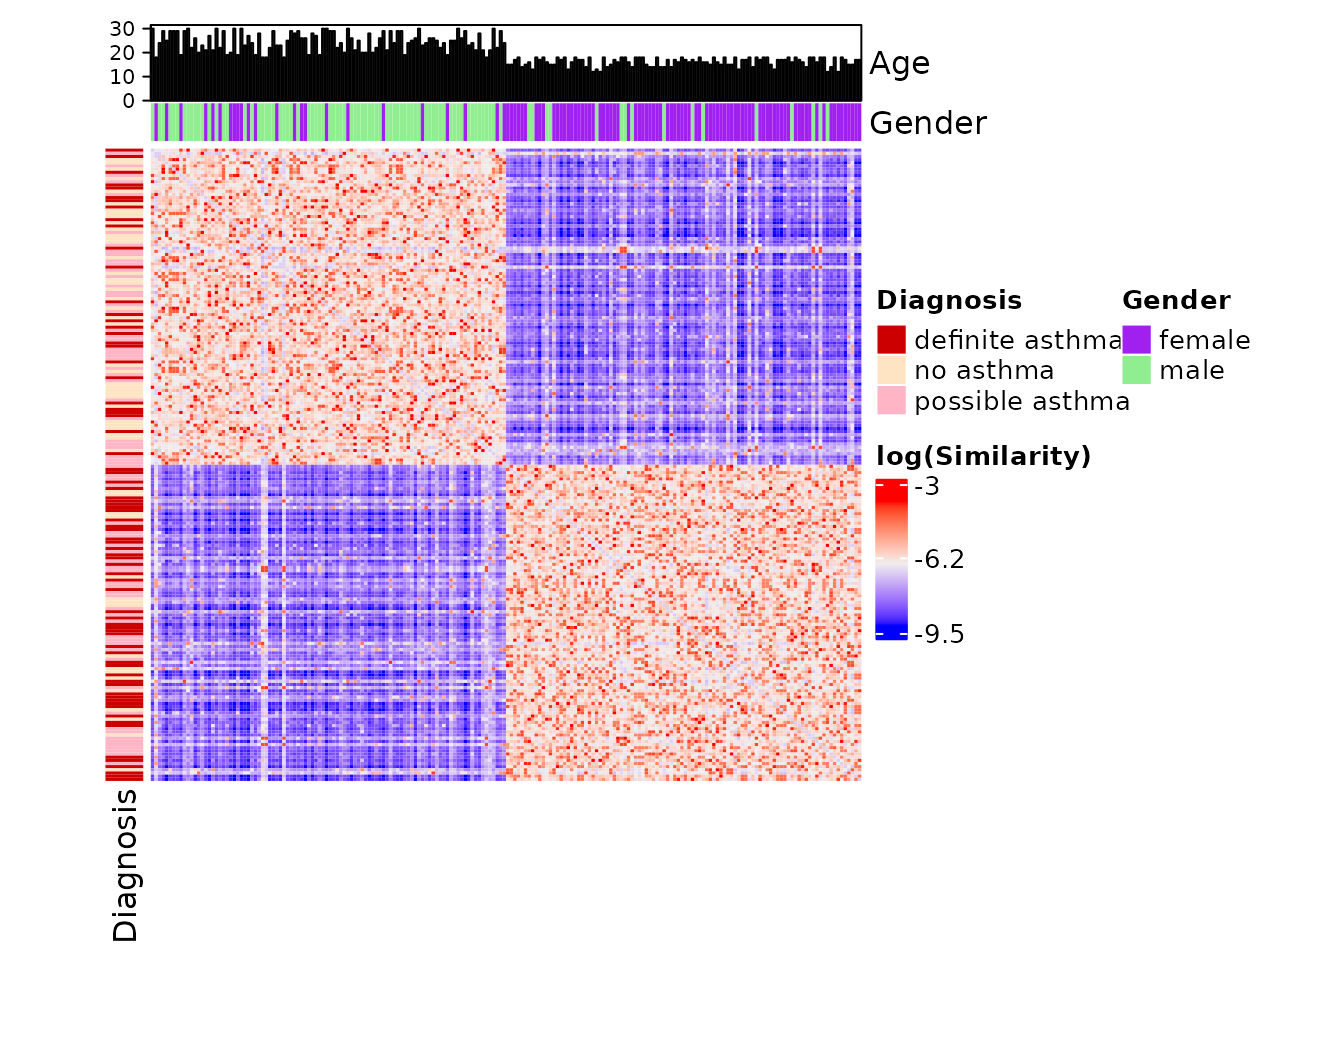 30
20
10
0
Age
Gender
Diagnosis
definite asthma
no asthma
possible asthma
Gender
female
male
log(Similarity)
-3
-6.2
-9.5
Diagnosis